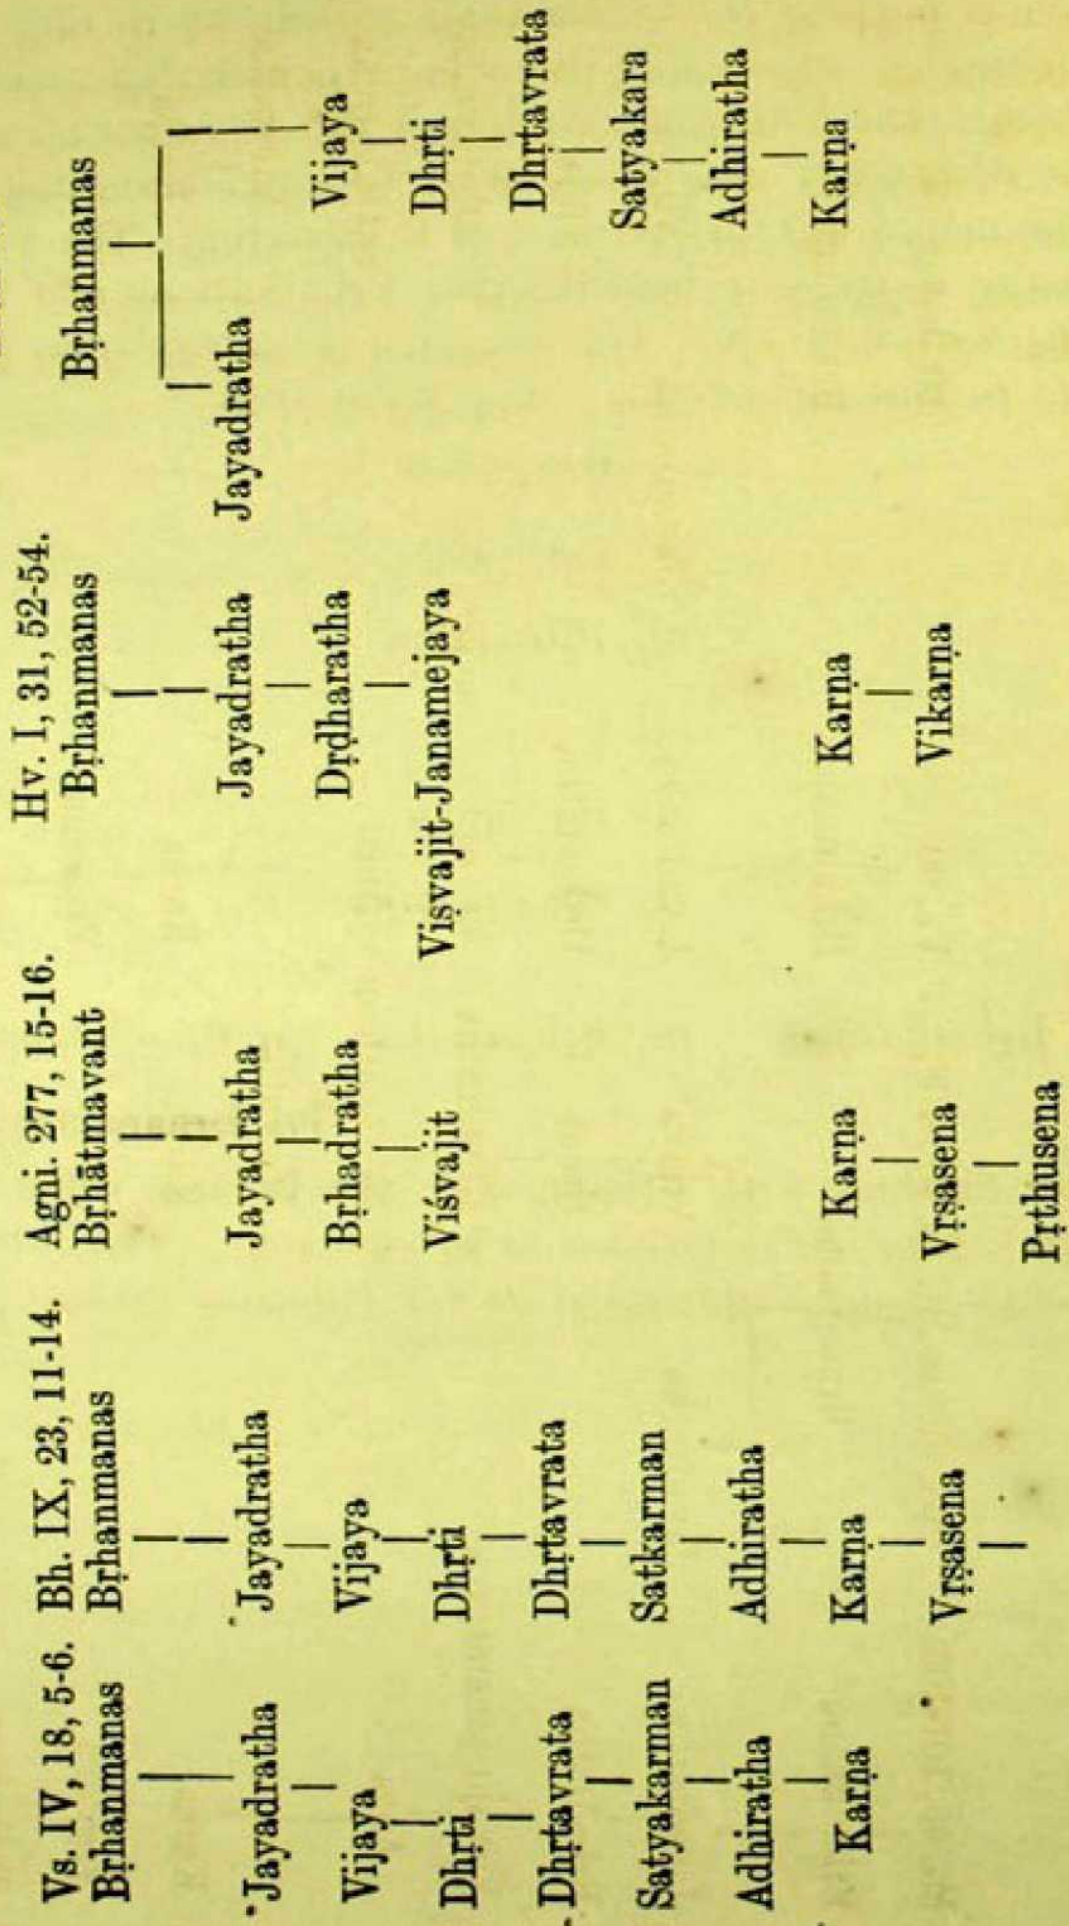 Vs. IV, 18, 5-6.
Bṛhanmanas
Jayadratha
Vijaya
Dhṛti
Dhṛtavrata
Satyakarman
Adhiratha
Karṇa
Bh. IX, 23, 11-14.
Bṛhanmanas
Jayadratha
Vijaya
Dhṛti
Dhṛtavrata
Satkarman
Adhiratha
Karṇa
Vṛṣasena
Agni. 277, 15-16.
Bṛhātmavant
Jayadratha
Bṛhadratha
Viśvajit
Karṇa
Vṛṣasena
Pṛthusena
Hv. I, 31, 52-54.
Bṛhanmanas
Jayadratha
Dṛḍharatha
Viṣvajit-Janamejaya
Karṇa
Vikarṇa
Bṛhanmanas
Jayadratha
Vijaya
Dhṛti
Dhṛtavrata
Satyakara
Adhiratha
Karṇa